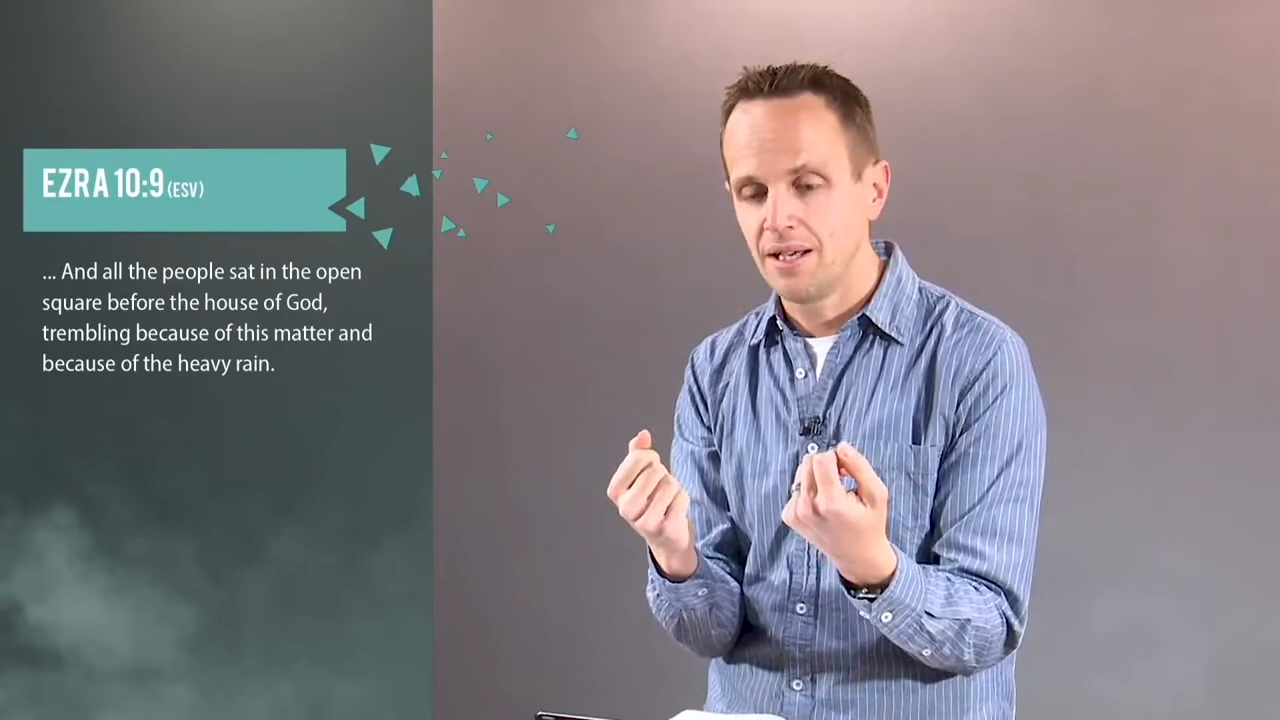 EZRA 10:9 (ESV)
... And all the people sat in the open
square before the house of God,
trembling because of this matter and
because of the heavy rain.